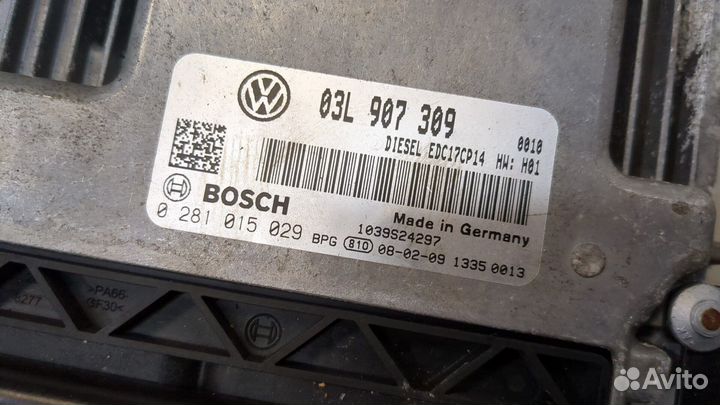 03L 907 309
0010
DIESEL EDC17CP14 HW: H01
BOSCH
Made in Germany
0 281 015 029
1039S24297
BPG 810 08-02-09 1335 0013
>PA66-
GF30<
Avito